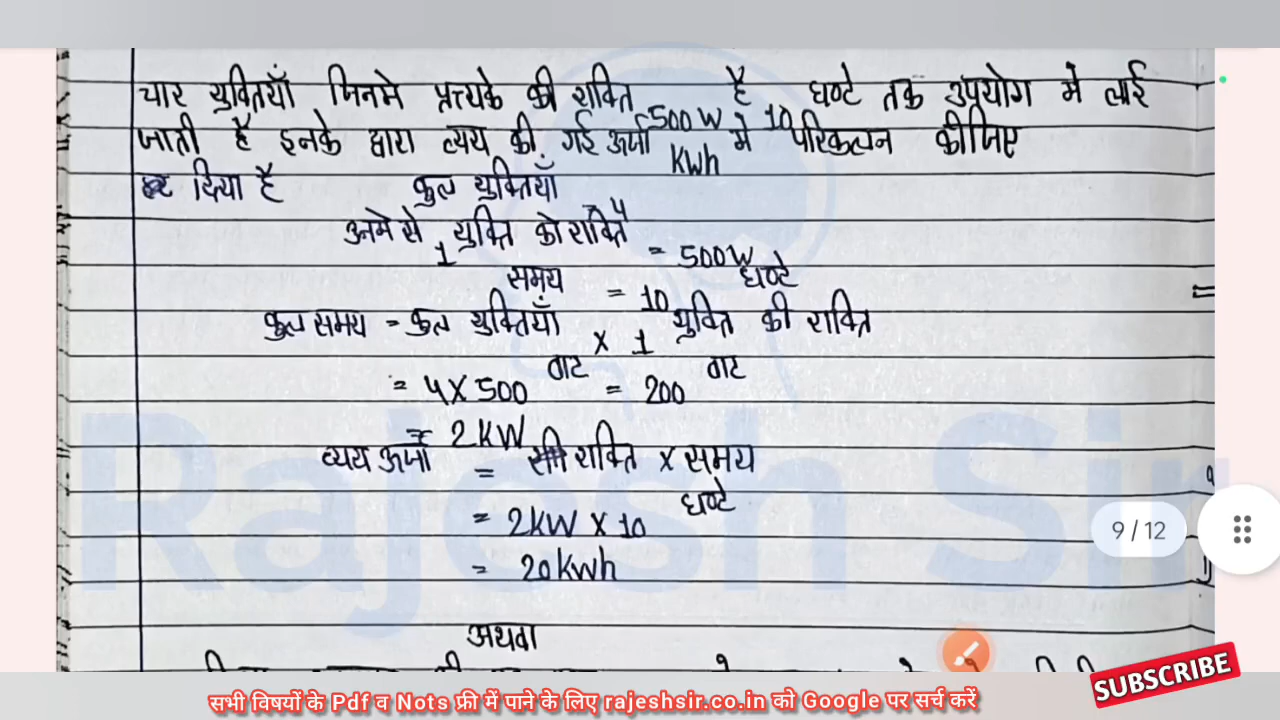 चार युक्तियाँ जिनमे प्रत्त्यके की शक्ति 500 W है 10 घण्टे तक उपयोग मे लाई
जाती है इनके द्वारा व्यय की गई ऊर्जा kwh मे परिकलन कीजिए
दिया है कुल युक्तियाँ = 4
उनमे से 1 युक्ति की शक्ति = 500W
समय = 10 घण्टे
कुल समय = कुल युक्तियाँ x 1 युक्ति की शक्ति
= 4 x 500 वाट = 200 वाट
= 2 KW
व्यय ऊर्जा = शक्ति x समय
= 2KW X 10 घण्टे
= 20 kwh
अथवा
9 / 12
Rajesh Sir
SUBSCRIBE
सभी विषयों के Pdf व Nots फ्री में पाने के लिए rajeshsir.co.in को Google पर सर्च करें